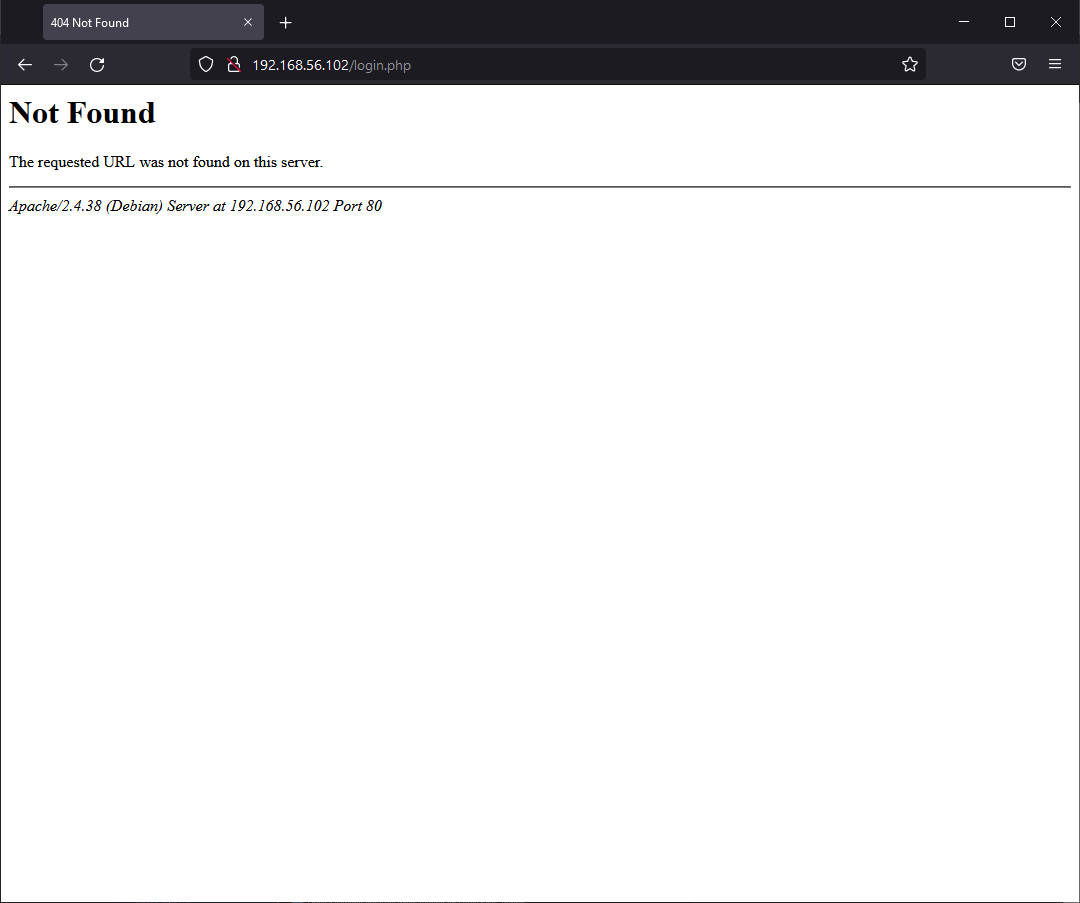 404 Not Found
192.168.56.102/login.php
Not Found
The requested URL was not found on this server.
Apache/2.4.38 (Debian) Server at 192.168.56.102 Port 80